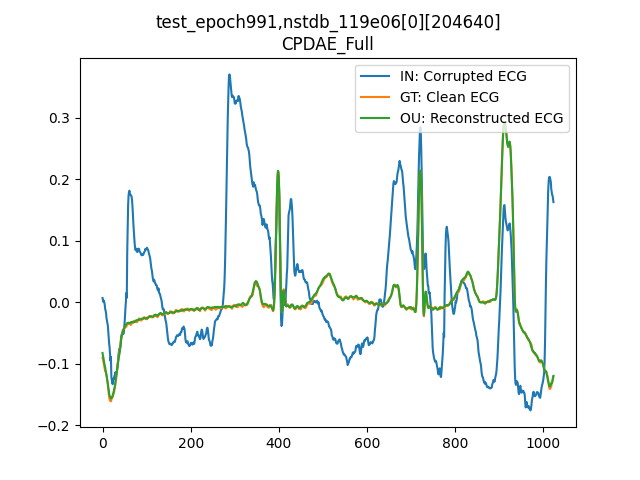 test_epoch991,nstdb_119e06[0][204640]
CPDAE_Full
IN: Corrupted ECG
GT: Clean ECG
OU: Reconstructed ECG
0.3
0.2
0.1
0.0
−0.1
−0.2
0 200 400 600 800 1000